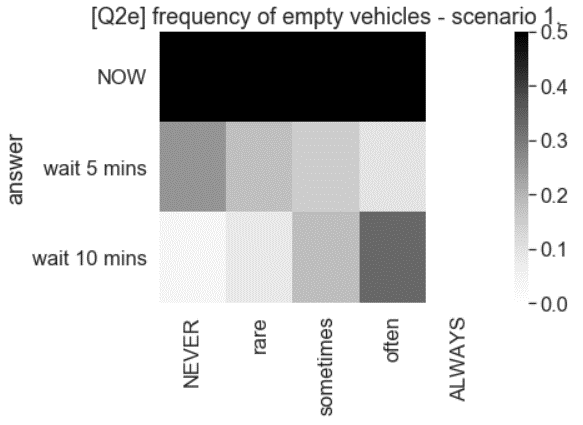 [Q2e] frequency of empty vehicles - scenario 1.
0.5
NOW
0.4
answer
0.3
wait 5 mins
0.2
0.1
wait 10 mins
0.0
NEVER
rare
sometimes
often
ALWAYS